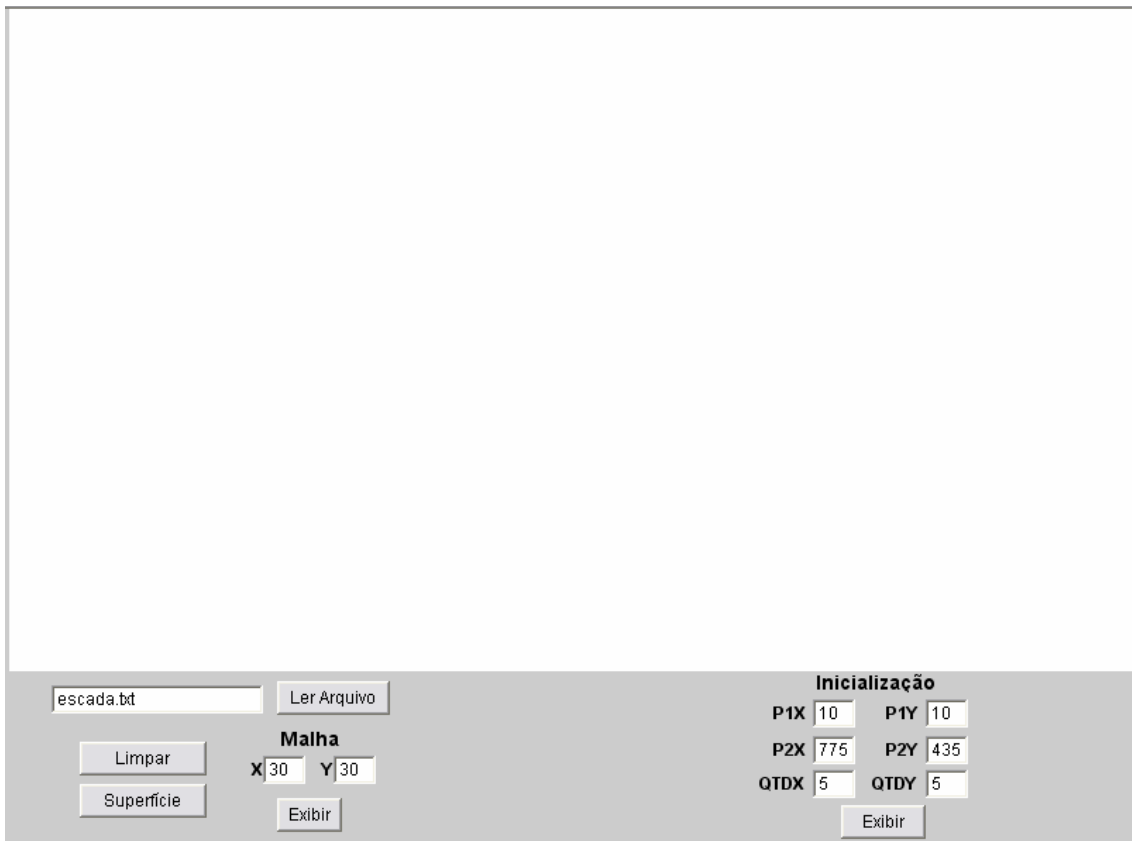 escada.txt Ler Arquivo
Limpar
Superfície
Malha
X 30 Y 30
Exibir
Inicialização
P1X 10 P1Y 10
P2X 775 P2Y 435
QTDX 5 QTDY 5
Exibir